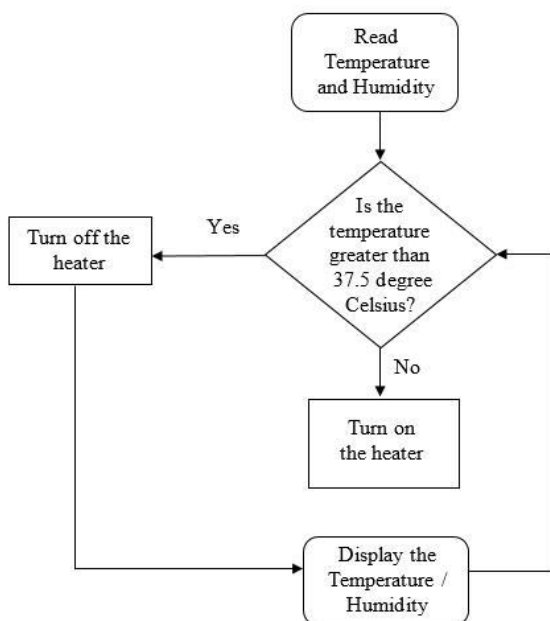 Read
Temperature
and Humidity
Is the
temperature
greater than
37.5 degree
Celsius?
Yes
Turn off the
heater
No
Turn on
the heater
Display the
Temperature /
Humidity